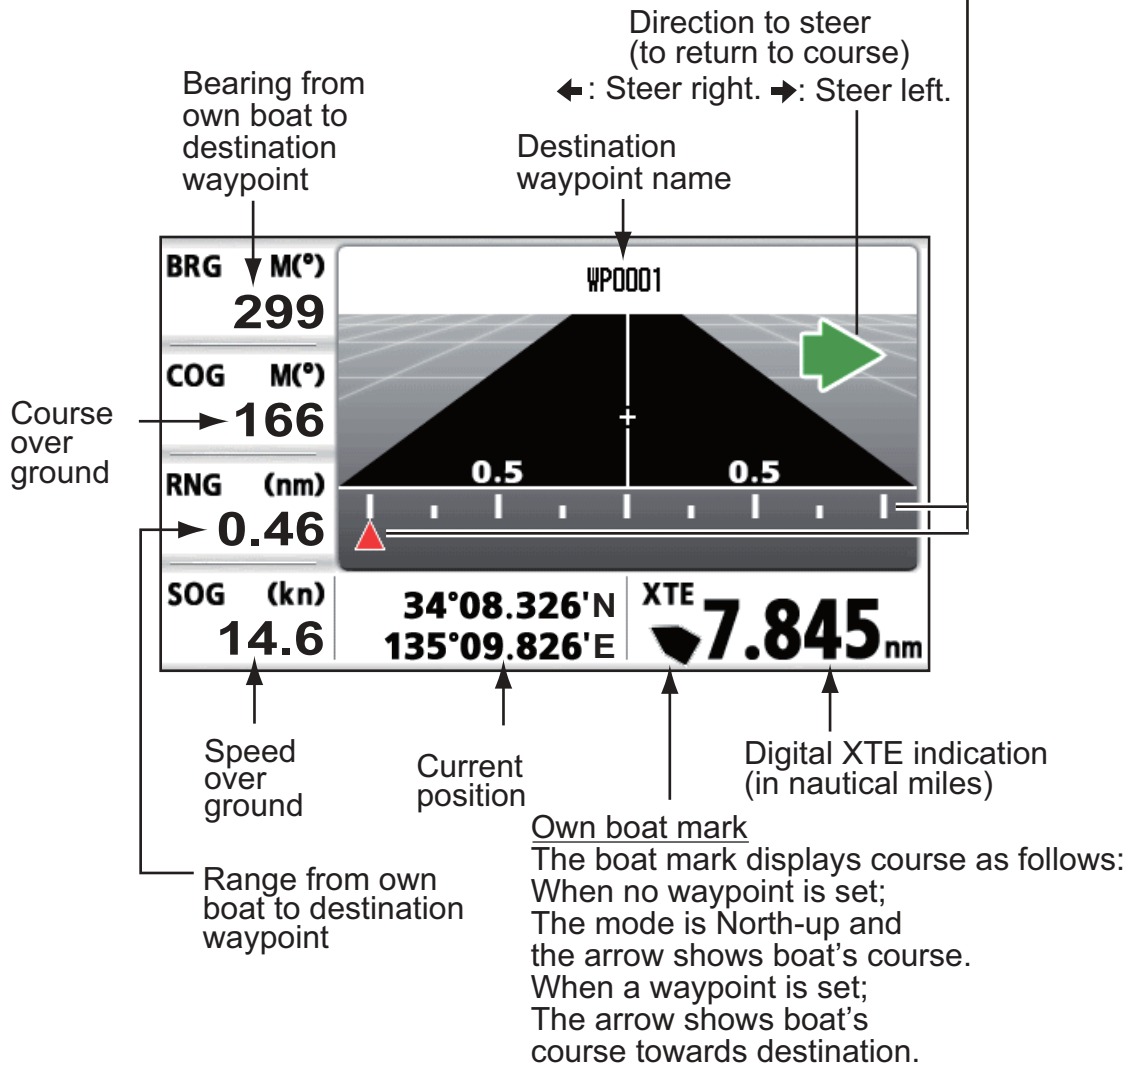 Direction to steer
(to return to course)
←: Steer right. →: Steer left.
Bearing from
own boat to
destination
waypoint
Destination
waypoint name
BRG M(°)
299
WP0001
COG M(°)
166
Course
over
ground
RNG (nm)
0.46
0.5 0.5
SOG (kn)
14.6
34°08.326'N
135°09.826'E
XTE
7.845nm
Speed
over
ground
Current
position
Digital XTE indication
(in nautical miles)
Range from own
boat to destination
waypoint
Own boat mark
The boat mark displays course as follows:
When no waypoint is set;
The mode is North-up and
the arrow shows boat's course.
When a waypoint is set;
The arrow shows boat's
course towards destination.